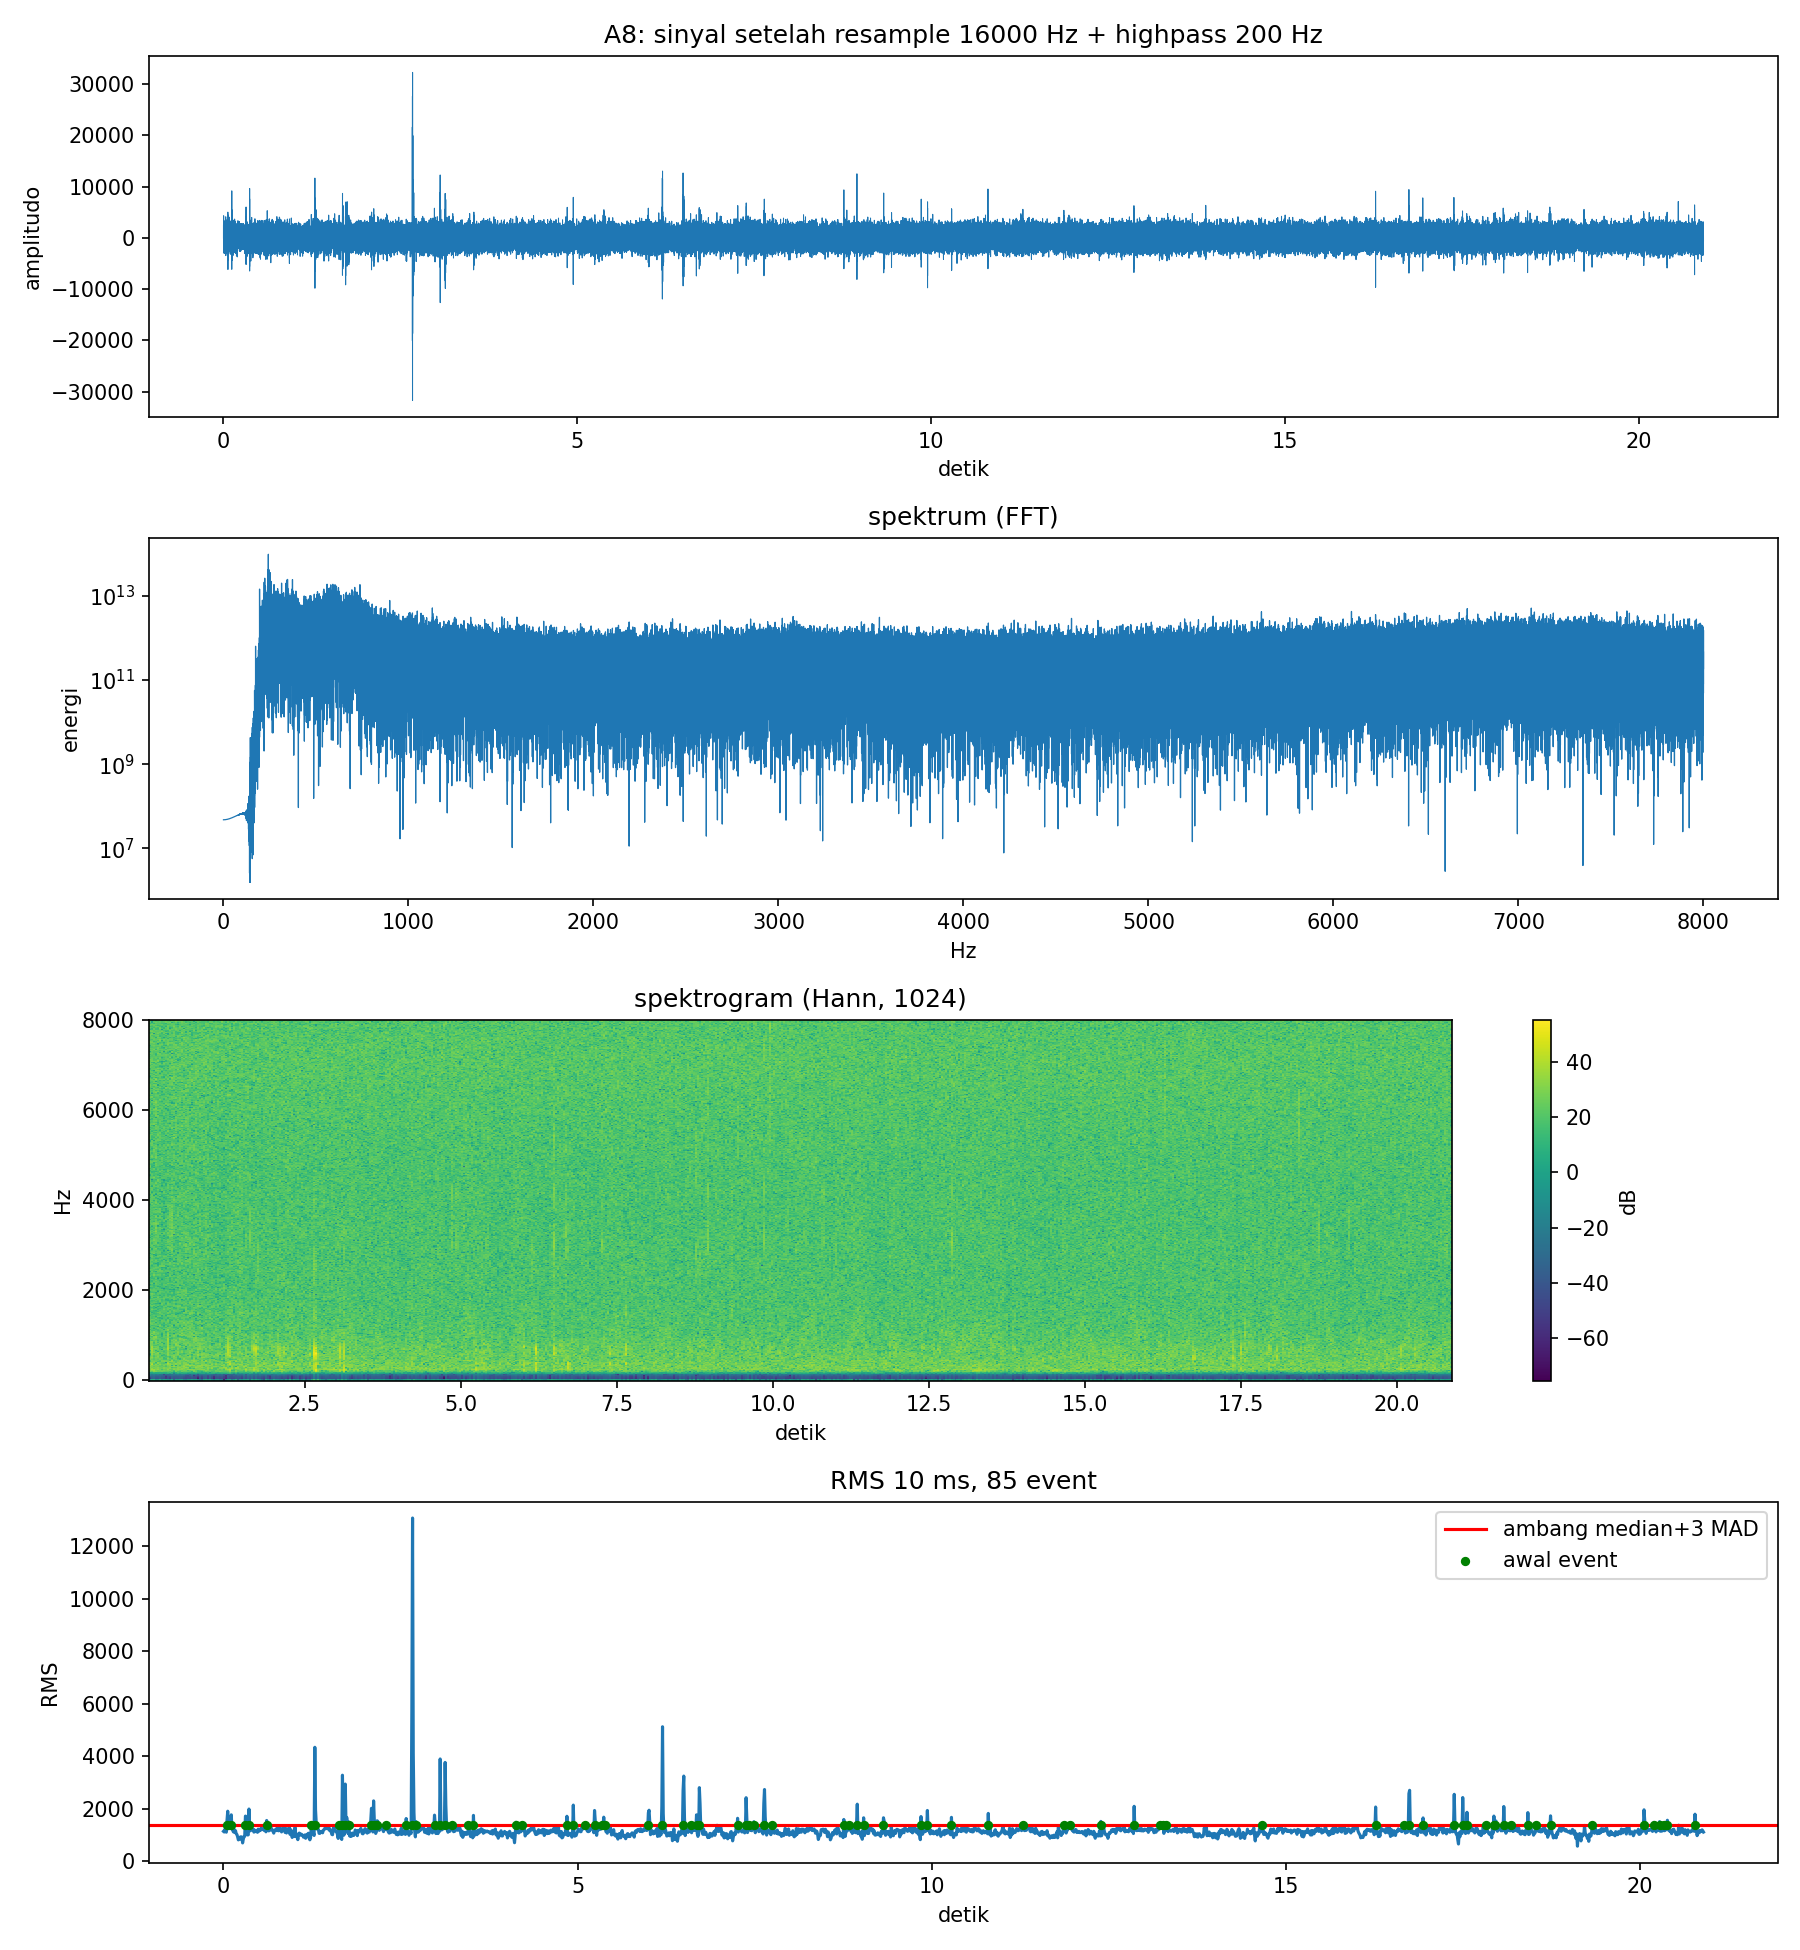 A8: sinyal setelah resample 16000 Hz + highpass 200 Hz
30000
20000
10000
0
−10000
−20000
−30000
amplitudo
0 5 10 15 20
detik
spektrum (FFT)
10^13
10^11
10^9
10^7
energi
0 1000 2000 3000 4000 5000 6000 7000 8000
Hz
spektrogram (Hann, 1024)
8000
6000
4000
2000
0
Hz
2.5 5.0 7.5 10.0 12.5 15.0 17.5 20.0
detik
40
20
0
−20
−40
−60
dB
RMS 10 ms, 85 event
ambang median+3 MAD
awal event
12000
10000
8000
6000
4000
2000
0
RMS
0 5 10 15 20
detik